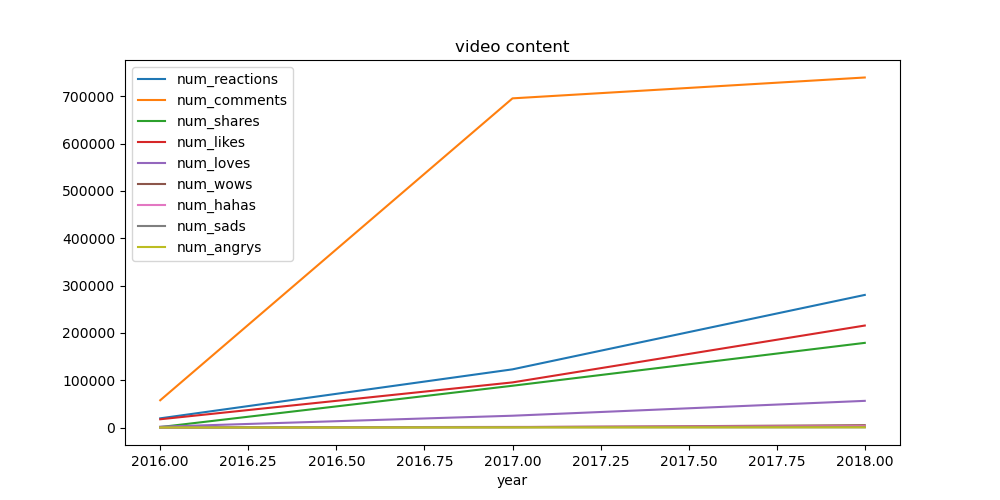 video content
700000
600000
500000
400000
300000
200000
100000
0
num_reactions
num_comments
num_shares
num_likes
num_loves
num_wows
num_hahas
num_sads
num_angrys
2016.00 2016.25 2016.50 2016.75 2017.00 2017.25 2017.50 2017.75 2018.00
year